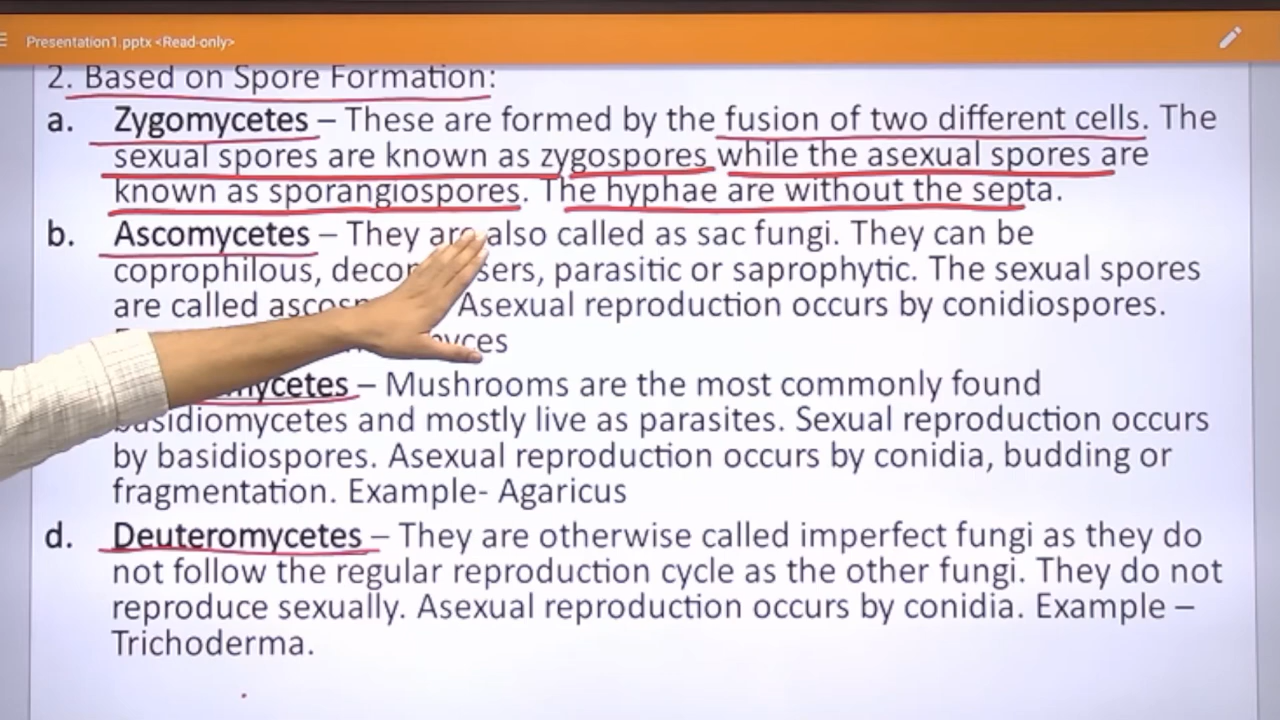 Presentation1.pptx <Read-only>
2. Based on Spore Formation:
a. Zygomycetes – These are formed by the fusion of two different cells. The
sexual spores are known as zygospores while the asexual spores are
known as sporangiospores. The hyphae are without the septa.
b. Ascomycetes – They are also called as sac fungi. They can be
coprophilous, parasitic or saprophytic. The sexual spores
are called Asexual reproduction occurs by conidiospores.
– Mushrooms are the most commonly found
basidiomycetes and mostly live as parasites. Sexual reproduction occurs
by basidiospores. Asexual reproduction occurs by conidia, budding or
fragmentation. Example- Agaricus
d. Deuteromycetes – They are otherwise called imperfect fungi as they do
not follow the regular reproduction cycle as the other fungi. They do not
reproduce sexually. Asexual reproduction occurs by conidia. Example –
Trichoderma.